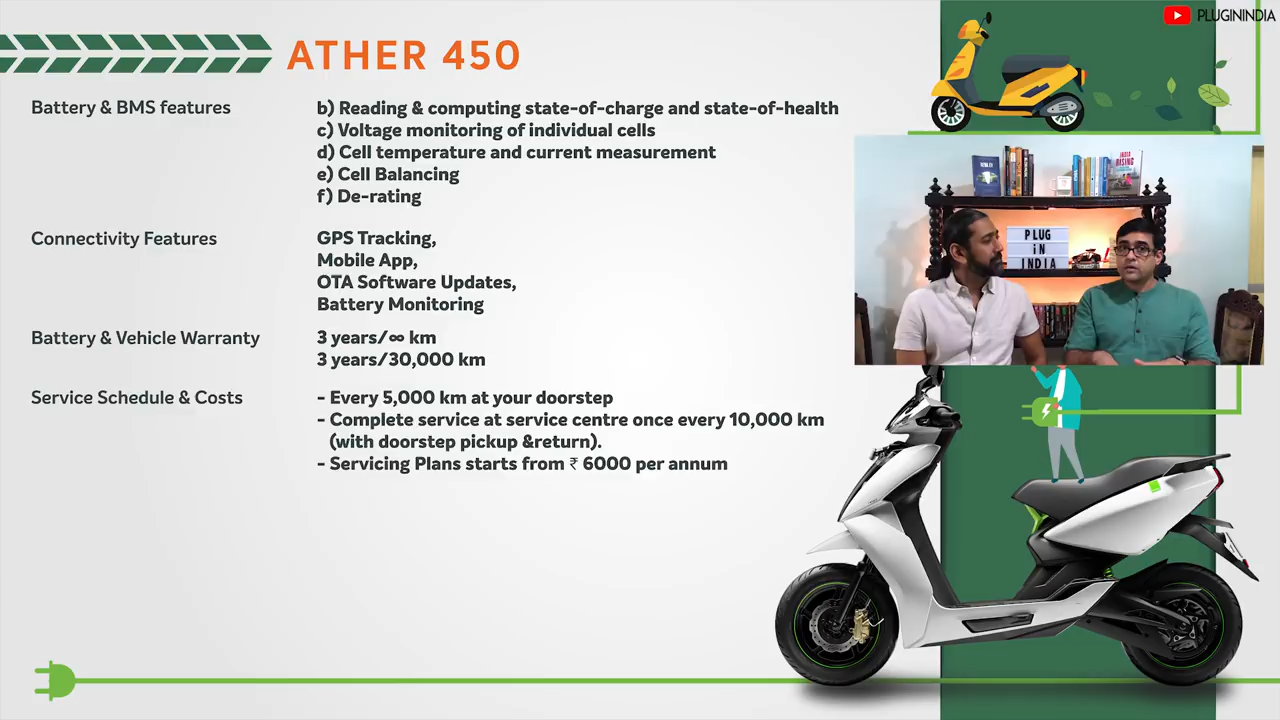 PLUGININDIA
ATHER 450
Battery & BMS features
b) Reading & computing state-of-charge and state-of-health
c) Voltage monitoring of individual cells
d) Cell temperature and current measurement
e) Cell Balancing
f) De-rating
Connectivity Features
GPS Tracking,
Mobile App,
OTA Software Updates,
Battery Monitoring
Battery & Vehicle Warranty
3 years/∞ km
3 years/30,000 km
Service Schedule & Costs
- Every 5,000 km at your doorstep
- Complete service at service centre once every 10,000 km
(with doorstep pickup &return).
- Servicing Plans starts from ₹ 6000 per annum
INDIA
RISING
PLUG
iN
INDIA